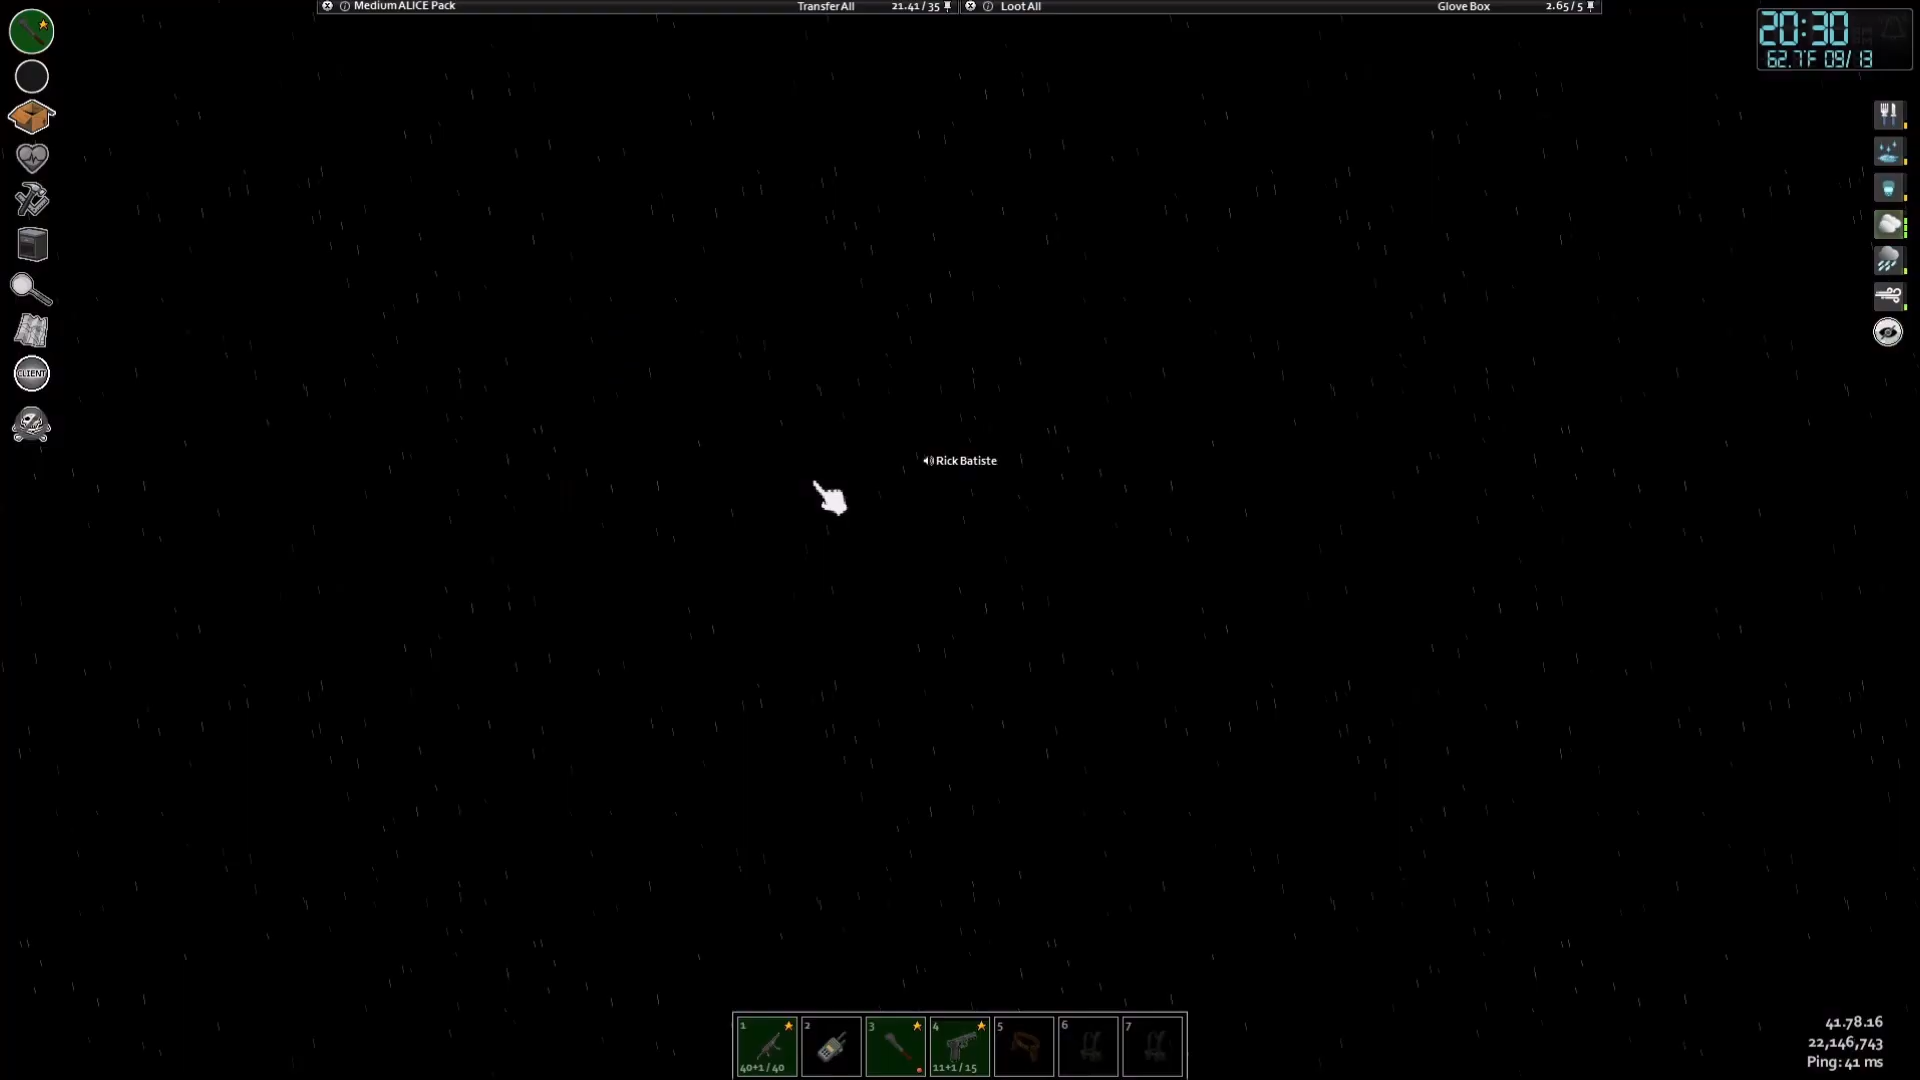 Medium ALICE Pack Transfer All 21.41 / 35 Loot All Glove Box 2.65 / 5
20:30
62.7°F 09/13
CLIENT
Rick Batiste
1 2 3 4 5 6 7
40+1 / 40 11+1 / 15
41.78.16
22,146,743
Ping: 41 ms